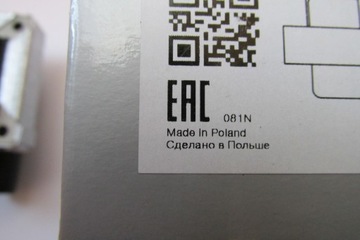 EAC 081N
Made in Poland
Сделано в Польше